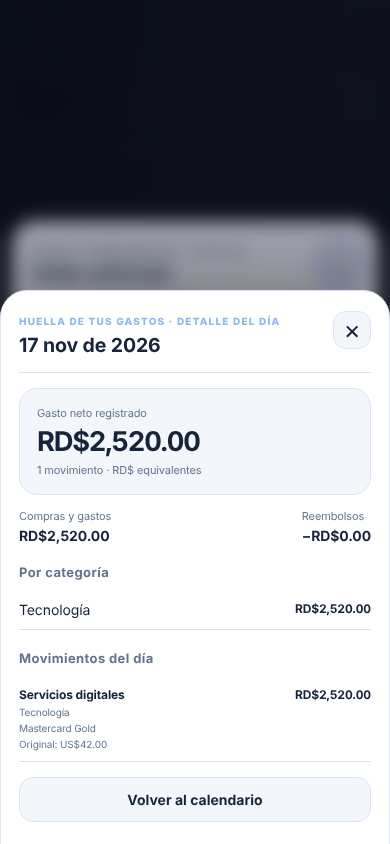 HUELLA DE TUS GASTOS · DETALLE DEL DÍA
17 nov de 2026
Gasto neto registrado
RD$2,520.00
1 movimiento · RD$ equivalentes
Compras y gastos
Reembolsos
RD$2,520.00
−RD$0.00
Por categoría
Tecnología
RD$2,520.00
Movimientos del día
Servicios digitales
RD$2,520.00
Tecnología
Mastercard Gold
Original: US$42.00
Volver al calendario